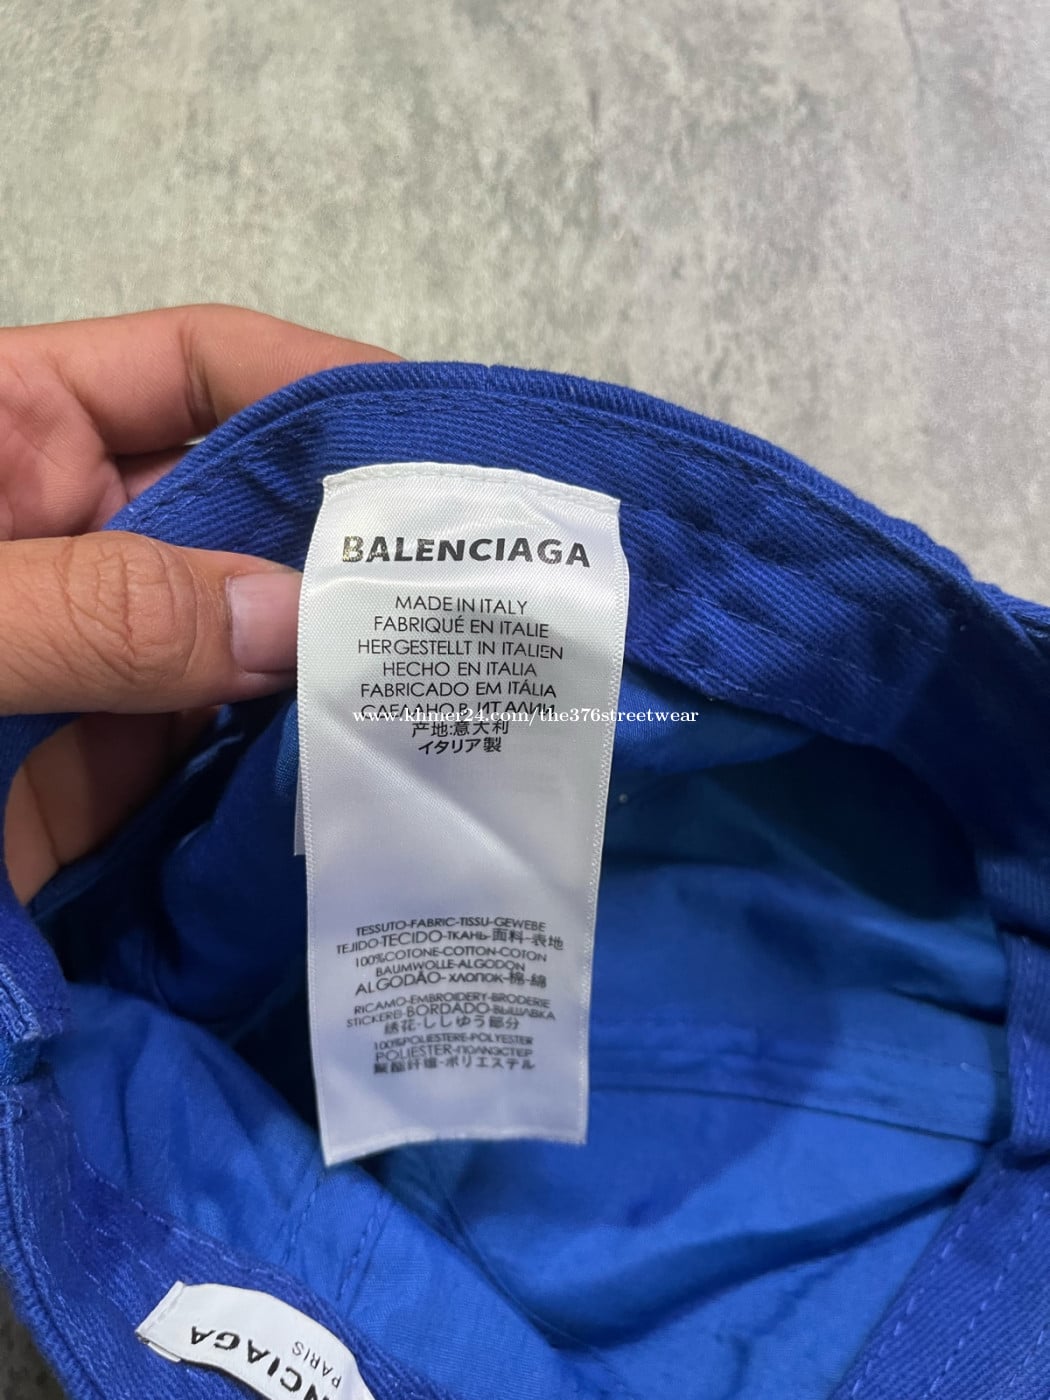 BALENCIAGA
MADE IN ITALY
FABRIQUÉ EN ITALIE
HERGESTELLT IN ITALIEN
HECHO EN ITALIA
FABRICADO EM ITÁLIA
СДЕЛАНО В ИТАЛИИ
www.khmer24.com/the376streetwear
产地:意大利
イタリア製
TESSUTO-FABRIC-TISSU-GEWEBE
TEJIDO-TECIDO-ТКАНЬ-面料-表地
100%COTONE-COTTON-COTON
BAUMWOLLE-ALGODON
ALGODÃO-ХЛОПОК-棉-綿
RICAMO-EMBROIDERY-BRODERIE
STICKEREI-BORDADO-ВЫШИВКА
绣花-ししゅう部分
100%POLIESTERE-POLYESTER
POLIESTER-ПОЛИЭСТЕР
聚酯纤维-ポリエステル
NCIAGA
PARIS